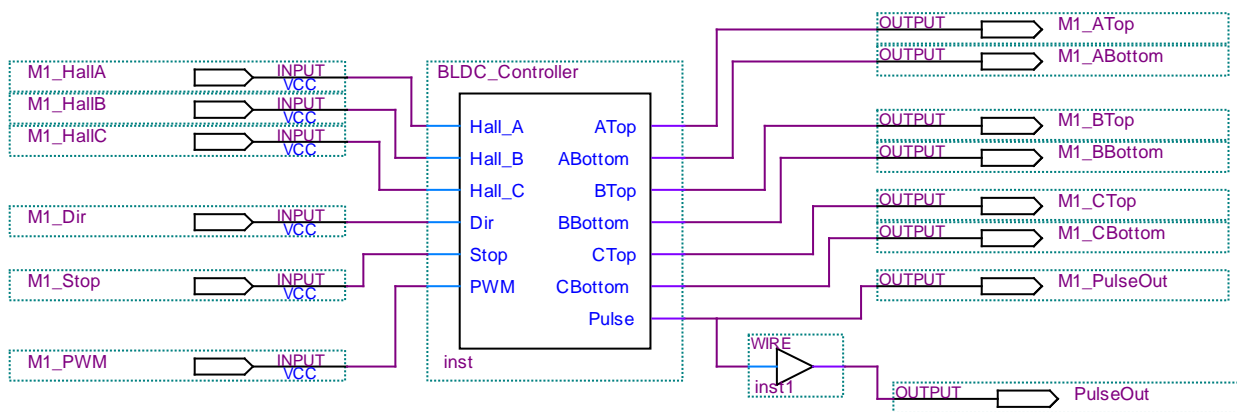 M1_HallA INPUT
VCC
M1_HallB INPUT
VCC
M1_HallC INPUT
VCC
M1_Dir INPUT
VCC
M1_Stop INPUT
VCC
M1_PWM INPUT
VCC
BLDC_Controller
Hall_A ATop
Hall_B ABottom
Hall_C BTop
Dir BBottom
Stop CTop
PWM CBottom
Pulse
inst
OUTPUT M1_ATop
OUTPUT M1_ABottom
OUTPUT M1_BTop
OUTPUT M1_BBottom
OUTPUT M1_CTop
OUTPUT M1_CBottom
OUTPUT M1_PulseOut
WIRE
inst1
OUTPUT PulseOut